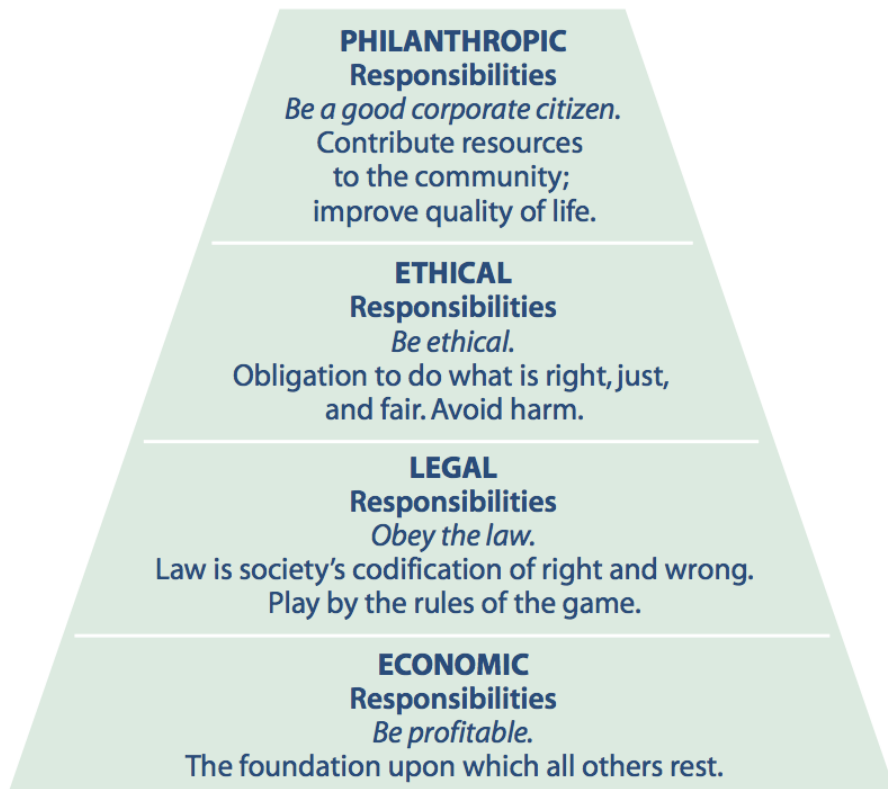 PHILANTHROPIC
Responsibilities
Be a good corporate citizen.
Contribute resources
to the community;
improve quality of life.
ETHICAL
Responsibilities
Be ethical.
Obligation to do what is right, just,
and fair. Avoid harm.
LEGAL
Responsibilities
Obey the law.
Law is society’s codification of right and wrong.
Play by the rules of the game.
ECONOMIC
Responsibilities
Be profitable.
The foundation upon which all others rest.